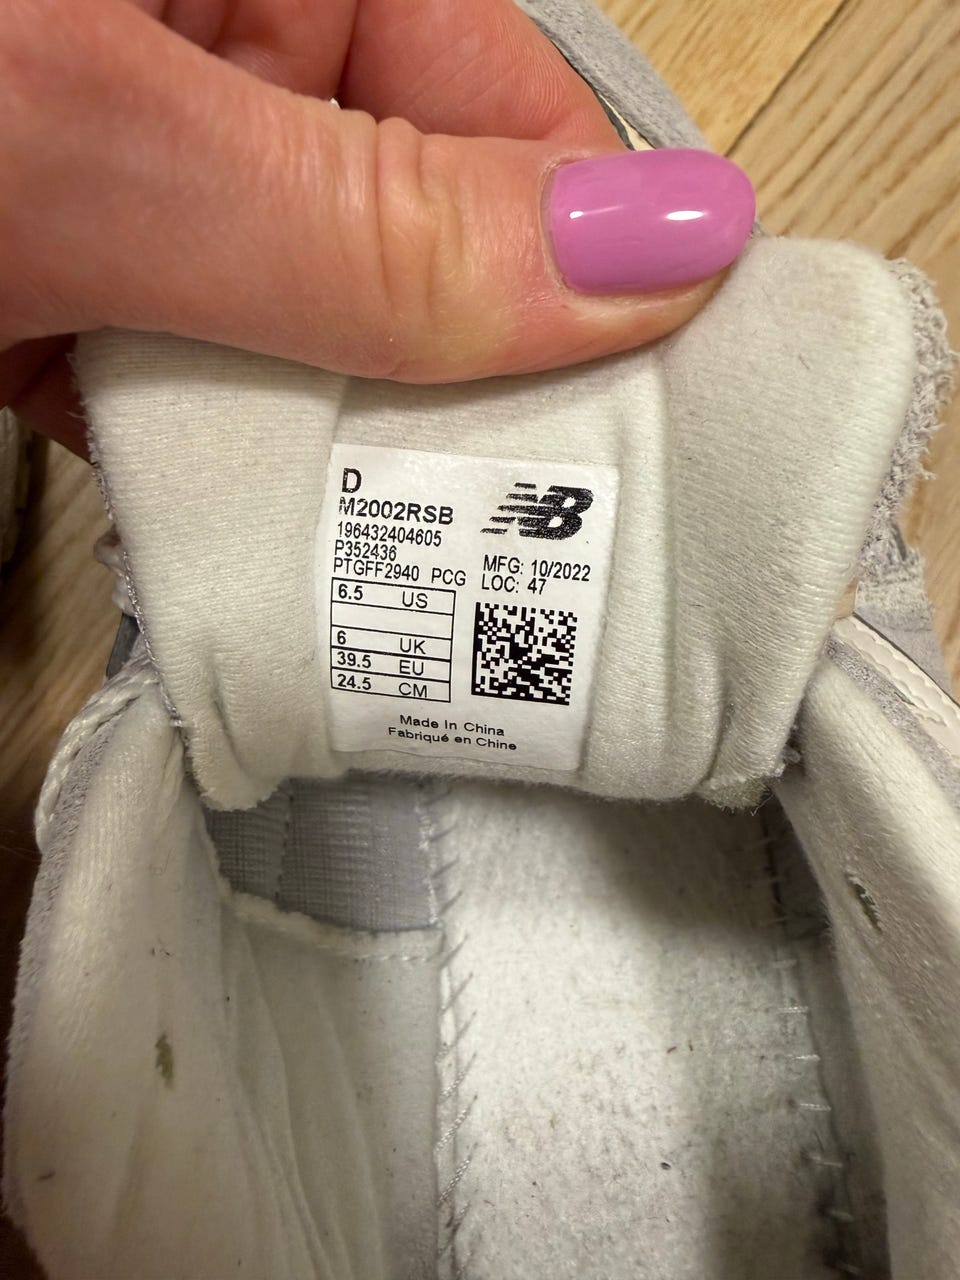 D
M2002RSB
196432404605
P352436
PTGFF2940 PCG
NB
MFG: 10/2022
LOC: 47
6.5 US
6 UK
39.5 EU
24.5 CM
Made In China
Fabriqué en Chine